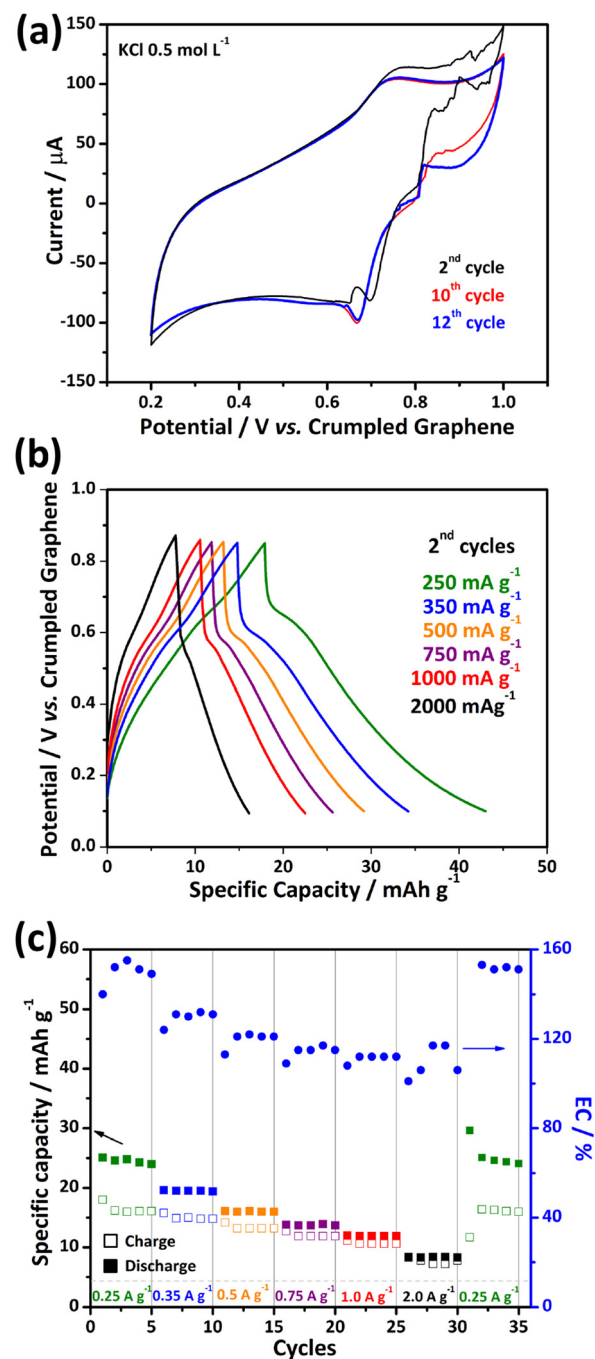 (a)
KCl 0.5 mol L⁻¹
150
100
50
0
-50
-100
-150
Current / μA
2nd cycle
10th cycle
12th cycle
0.2 0.4 0.6 0.8 1.0
Potential / V vs. Crumpled Graphene
(b)
1.0
0.8
0.6
0.4
0.2
0.0
Potential / V vs. Crumpled Graphene
2nd cycles
250 mA g⁻¹
350 mA g⁻¹
500 mA g⁻¹
750 mA g⁻¹
1000 mA g⁻¹
2000 mAg⁻¹
0 10 20 30 40 50
Specific Capacity / mAh g⁻¹
(c)
60
50
40
30
20
10
0
Specific capacity / mAh g⁻¹
160
120
80
40
0
EC / %
Charge
Discharge
0.25 A g⁻¹ 0.35 A g⁻¹ 0.5 A g⁻¹ 0.75 A g⁻¹ 1.0 A g⁻¹ 2.0 A g⁻¹ 0.25 A g⁻¹
0 5 10 15 20 25 30 35
Cycles